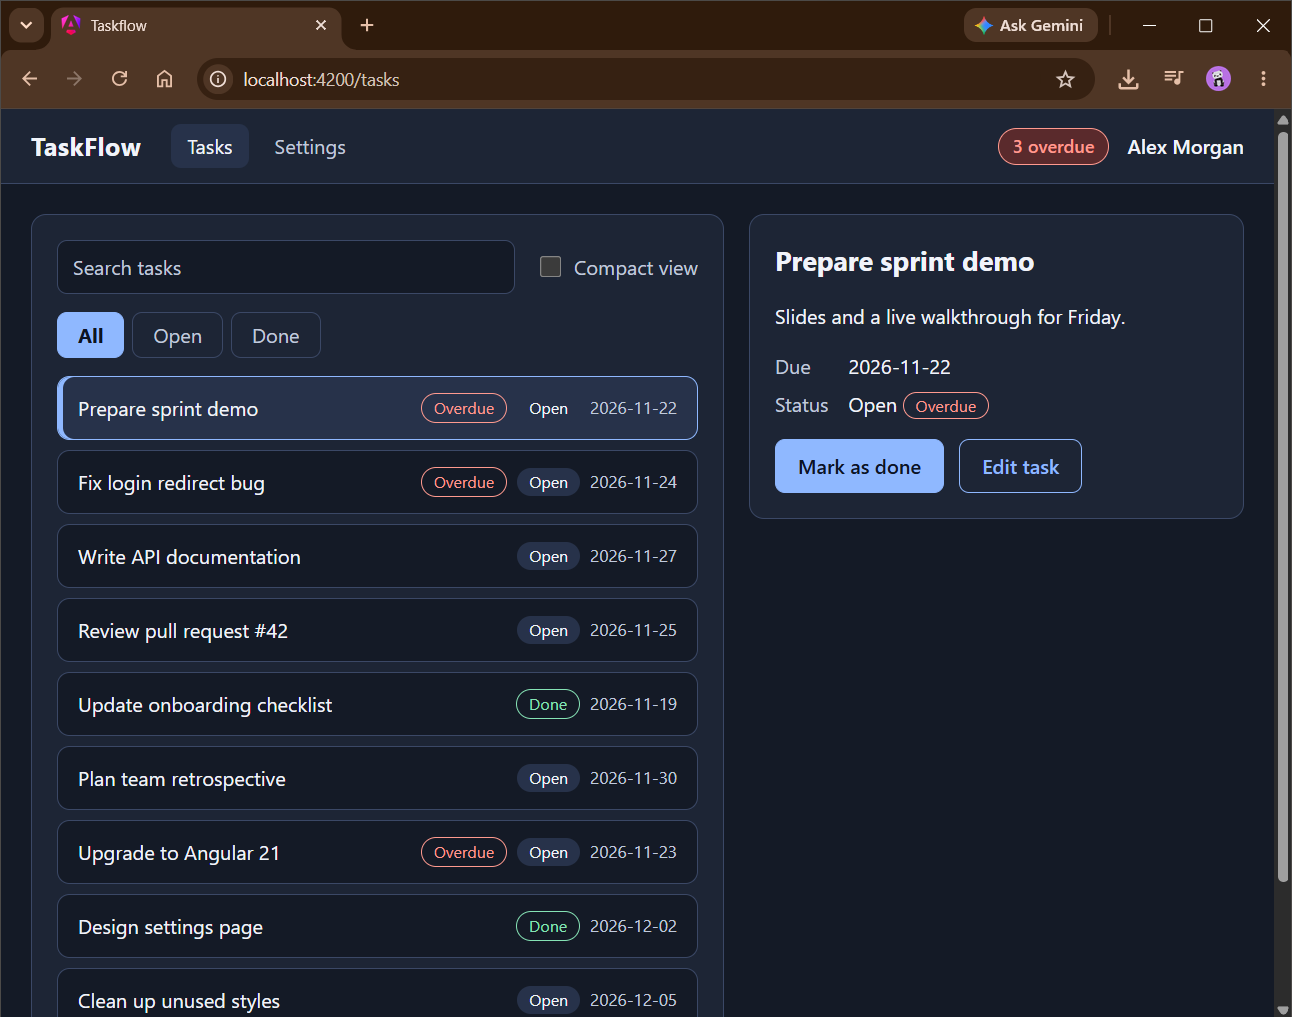 Taskflow
Ask Gemini
localhost:4200/tasks
TaskFlow Tasks Settings 3 overdue Alex Morgan
Search tasks Compact view
All Open Done
Prepare sprint demo Overdue Open 2026-11-22
Fix login redirect bug Overdue Open 2026-11-24
Write API documentation Open 2026-11-27
Review pull request #42 Open 2026-11-25
Update onboarding checklist Done 2026-11-19
Plan team retrospective Open 2026-11-30
Upgrade to Angular 21 Overdue Open 2026-11-23
Design settings page Done 2026-12-02
Clean up unused styles Open 2026-12-05
Prepare sprint demo
Slides and a live walkthrough for Friday.
Due 2026-11-22
Status Open Overdue
Mark as done Edit task